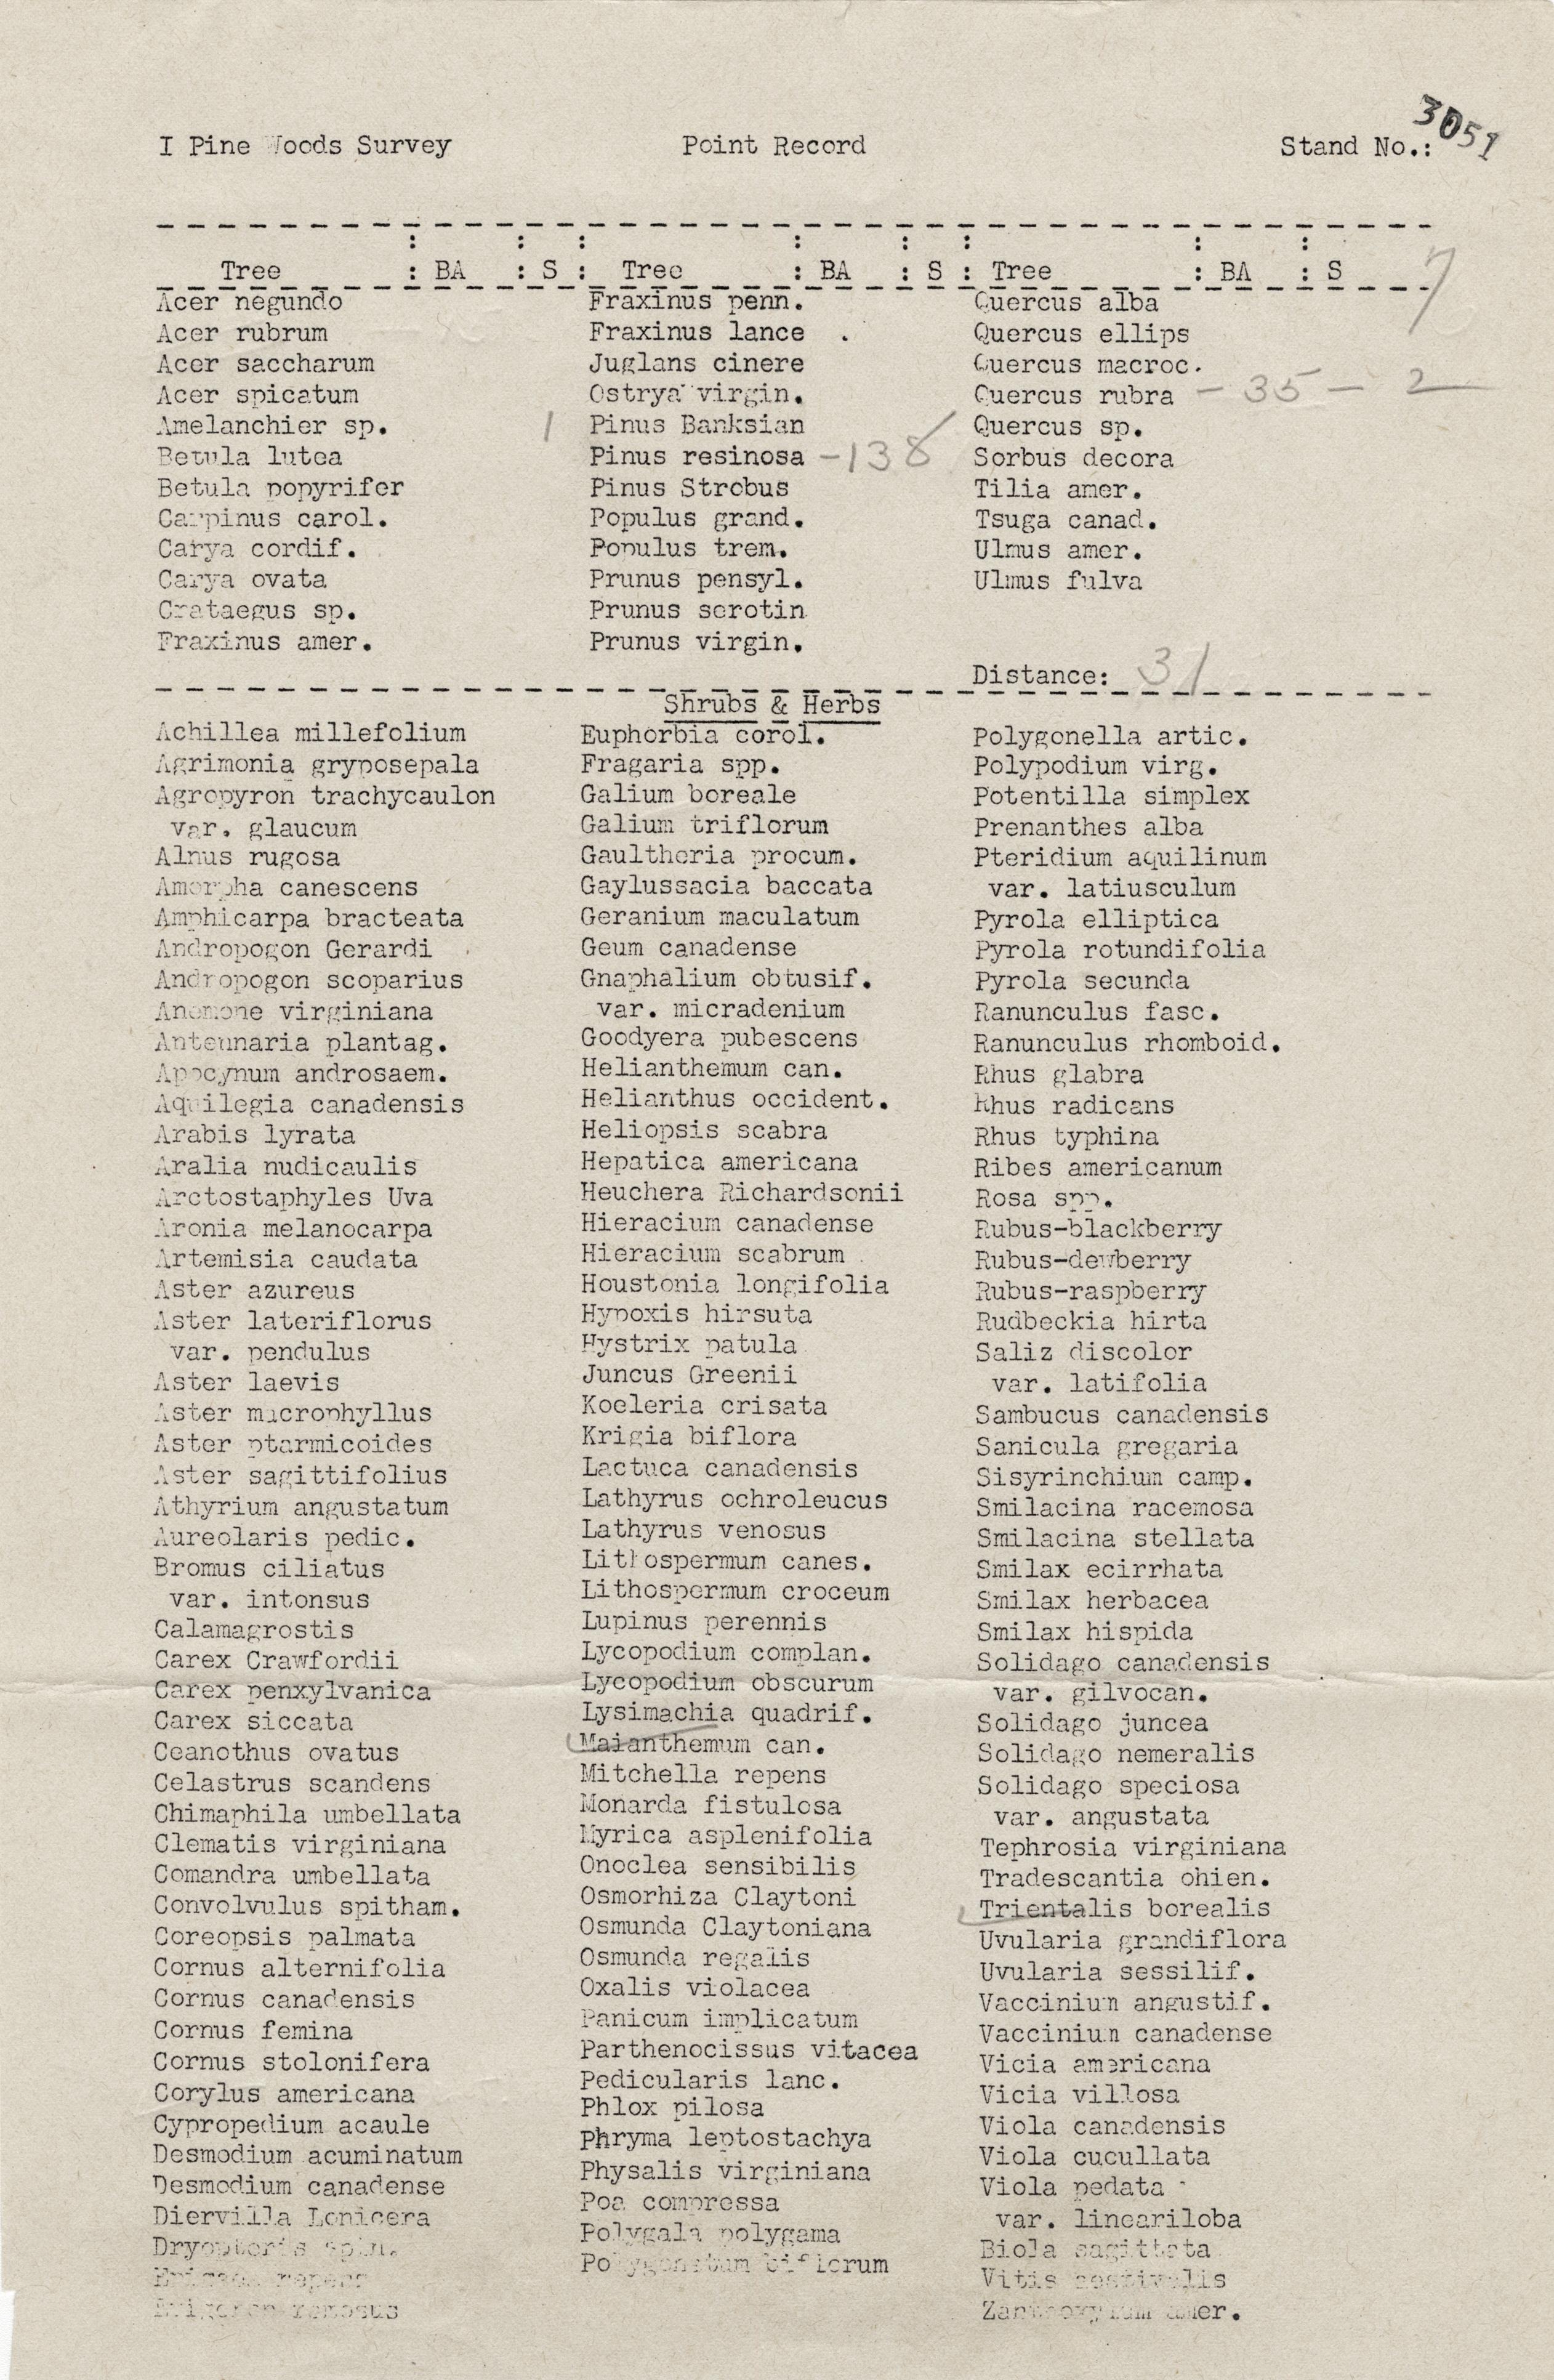 I Pine Woods Survey Point Record Stand No.: 3051
7
Tree : BA : S : Tree : BA : S : Tree : BA : S
Acer negundo
Acer rubrum
Acer saccharum
Acer spicatum
Amelanchier sp.
Betula lutea
Betula popyrifer
Carpinus carol.
Carya cordif.
Carya ovata
Crataegus sp.
Fraxinus amer.
Fraxinus penn.
Fraxinus lance .
Juglans cinere
Ostrya virgin.
1 Pinus Banksian
Pinus resinosa -138
Pinus Strobus
Populus grand.
Populus trem.
Prunus pensyl.
Prunus serotin
Prunus virgin.
Quercus alba
Quercus ellips
Quercus macroc.
Quercus rubra - 35 - 2
Quercus sp.
Sorbus decora
Tilia amer.
Tsuga canad.
Ulmus amer.
Ulmus fulva
Distance: 31
Shrubs & Herbs
Achillea millefolium
Agrimonia gryposepala
Agropyron trachycaulon
var. glaucum
Alnus rugosa
Amorpha canescens
Amphicarpa bracteata
Andropogon Gerardi
Andropogon scoparius
Anemone virginiana
Antennaria plantag.
Apocynum androsaem.
Aquilegia canadensis
Arabis lyrata
Aralia nudicaulis
Arctostaphyles Uva
Aronia melanocarpa
Artemisia caudata
Aster azureus
Aster lateriflorus
var. pendulus
Aster laevis
Aster macrophyllus
Aster ptarmicoides
Aster sagittifolius
Athyrium angustatum
Aureolaris pedic.
Bromus ciliatus
var. intonsus
Calamagrostis
Carex Crawfordii
Carex penxylvanica
Carex siccata
Ceanothus ovatus
Celastrus scandens
Chimaphila umbellata
Clematis virginiana
Comandra umbellata
Convolvulus spitham.
Coreopsis palmata
Cornus alternifolia
Cornus canadensis
Cornus femina
Cornus stolonifera
Corylus americana
Cypropedium acaule
Desmodium acuminatum
Desmodium canadense
Diervilla Lonicera
Dryopteris spin.
Epigaea repens
Erigeron ramosus
Euphorbia corol.
Fragaria spp.
Galium boreale
Galium triflorum
Gaultheria procum.
Gaylussacia baccata
Geranium maculatum
Geum canadense
Gnaphalium obtusif.
var. micradenium
Goodyera pubescens
Helianthemum can.
Helianthus occident.
Heliopsis scabra
Hepatica americana
Heuchera Richardsonii
Hieracium canadense
Hieracium scabrum
Houstonia longifolia
Hypoxis hirsuta
Hystrix patula
Juncus Greenii
Koeleria crisata
Krigia biflora
Lactuca canadensis
Lathyrus ochroleucus
Lathyrus venosus
Lithospermum canes.
Lithospermum croceum
Lupinus perennis
Lycopodium complan.
Lycopodium obscurum
Lysimachia quadrif.
Maianthemum can.
Mitchella repens
Monarda fistulosa
Myrica asplenifolia
Onoclea sensibilis
Osmorhiza Claytoni
Osmunda Claytoniana
Osmunda regalis
Oxalis violacea
Panicum implicatum
Parthenocissus vitacea
Pedicularis lanc.
Phlox pilosa
Phryma leptostachya
Physalis virginiana
Poa compressa
Polygala polygama
Polygonatum biflorum
Polygonella artic.
Polypodium virg.
Potentilla simplex
Prenanthes alba
Pteridium aquilinum
var. latiusculum
Pyrola elliptica
Pyrola rotundifolia
Pyrola secunda
Ranunculus fasc.
Ranunculus rhomboid.
Rhus glabra
Rhus radicans
Rhus typhina
Ribes americanum
Rosa spp.
Rubus-blackberry
Rubus-dewberry
Rubus-raspberry
Rudbeckia hirta
Saliz discolor
var. latifolia
Sambucus canadensis
Sanicula gregaria
Sisyrinchium camp.
Smilacina racemosa
Smilacina stellata
Smilax ecirrhata
Smilax herbacea
Smilax hispida
Solidago canadensis
var. gilvocan.
Solidago juncea
Solidago nemeralis
Solidago speciosa
var. angustata
Tephrosia virginiana
Tradescantia ohien.
Trientalis borealis
Uvularia grandiflora
Uvularia sessilif.
Vaccinium angustif.
Vaccinium canadense
Vicia americana
Vicia villosa
Viola canadensis
Viola cucullata
Viola pedata
var. lineariloba
Biola sagittata
Vitis aestivalis
Zanthoxylum amer.